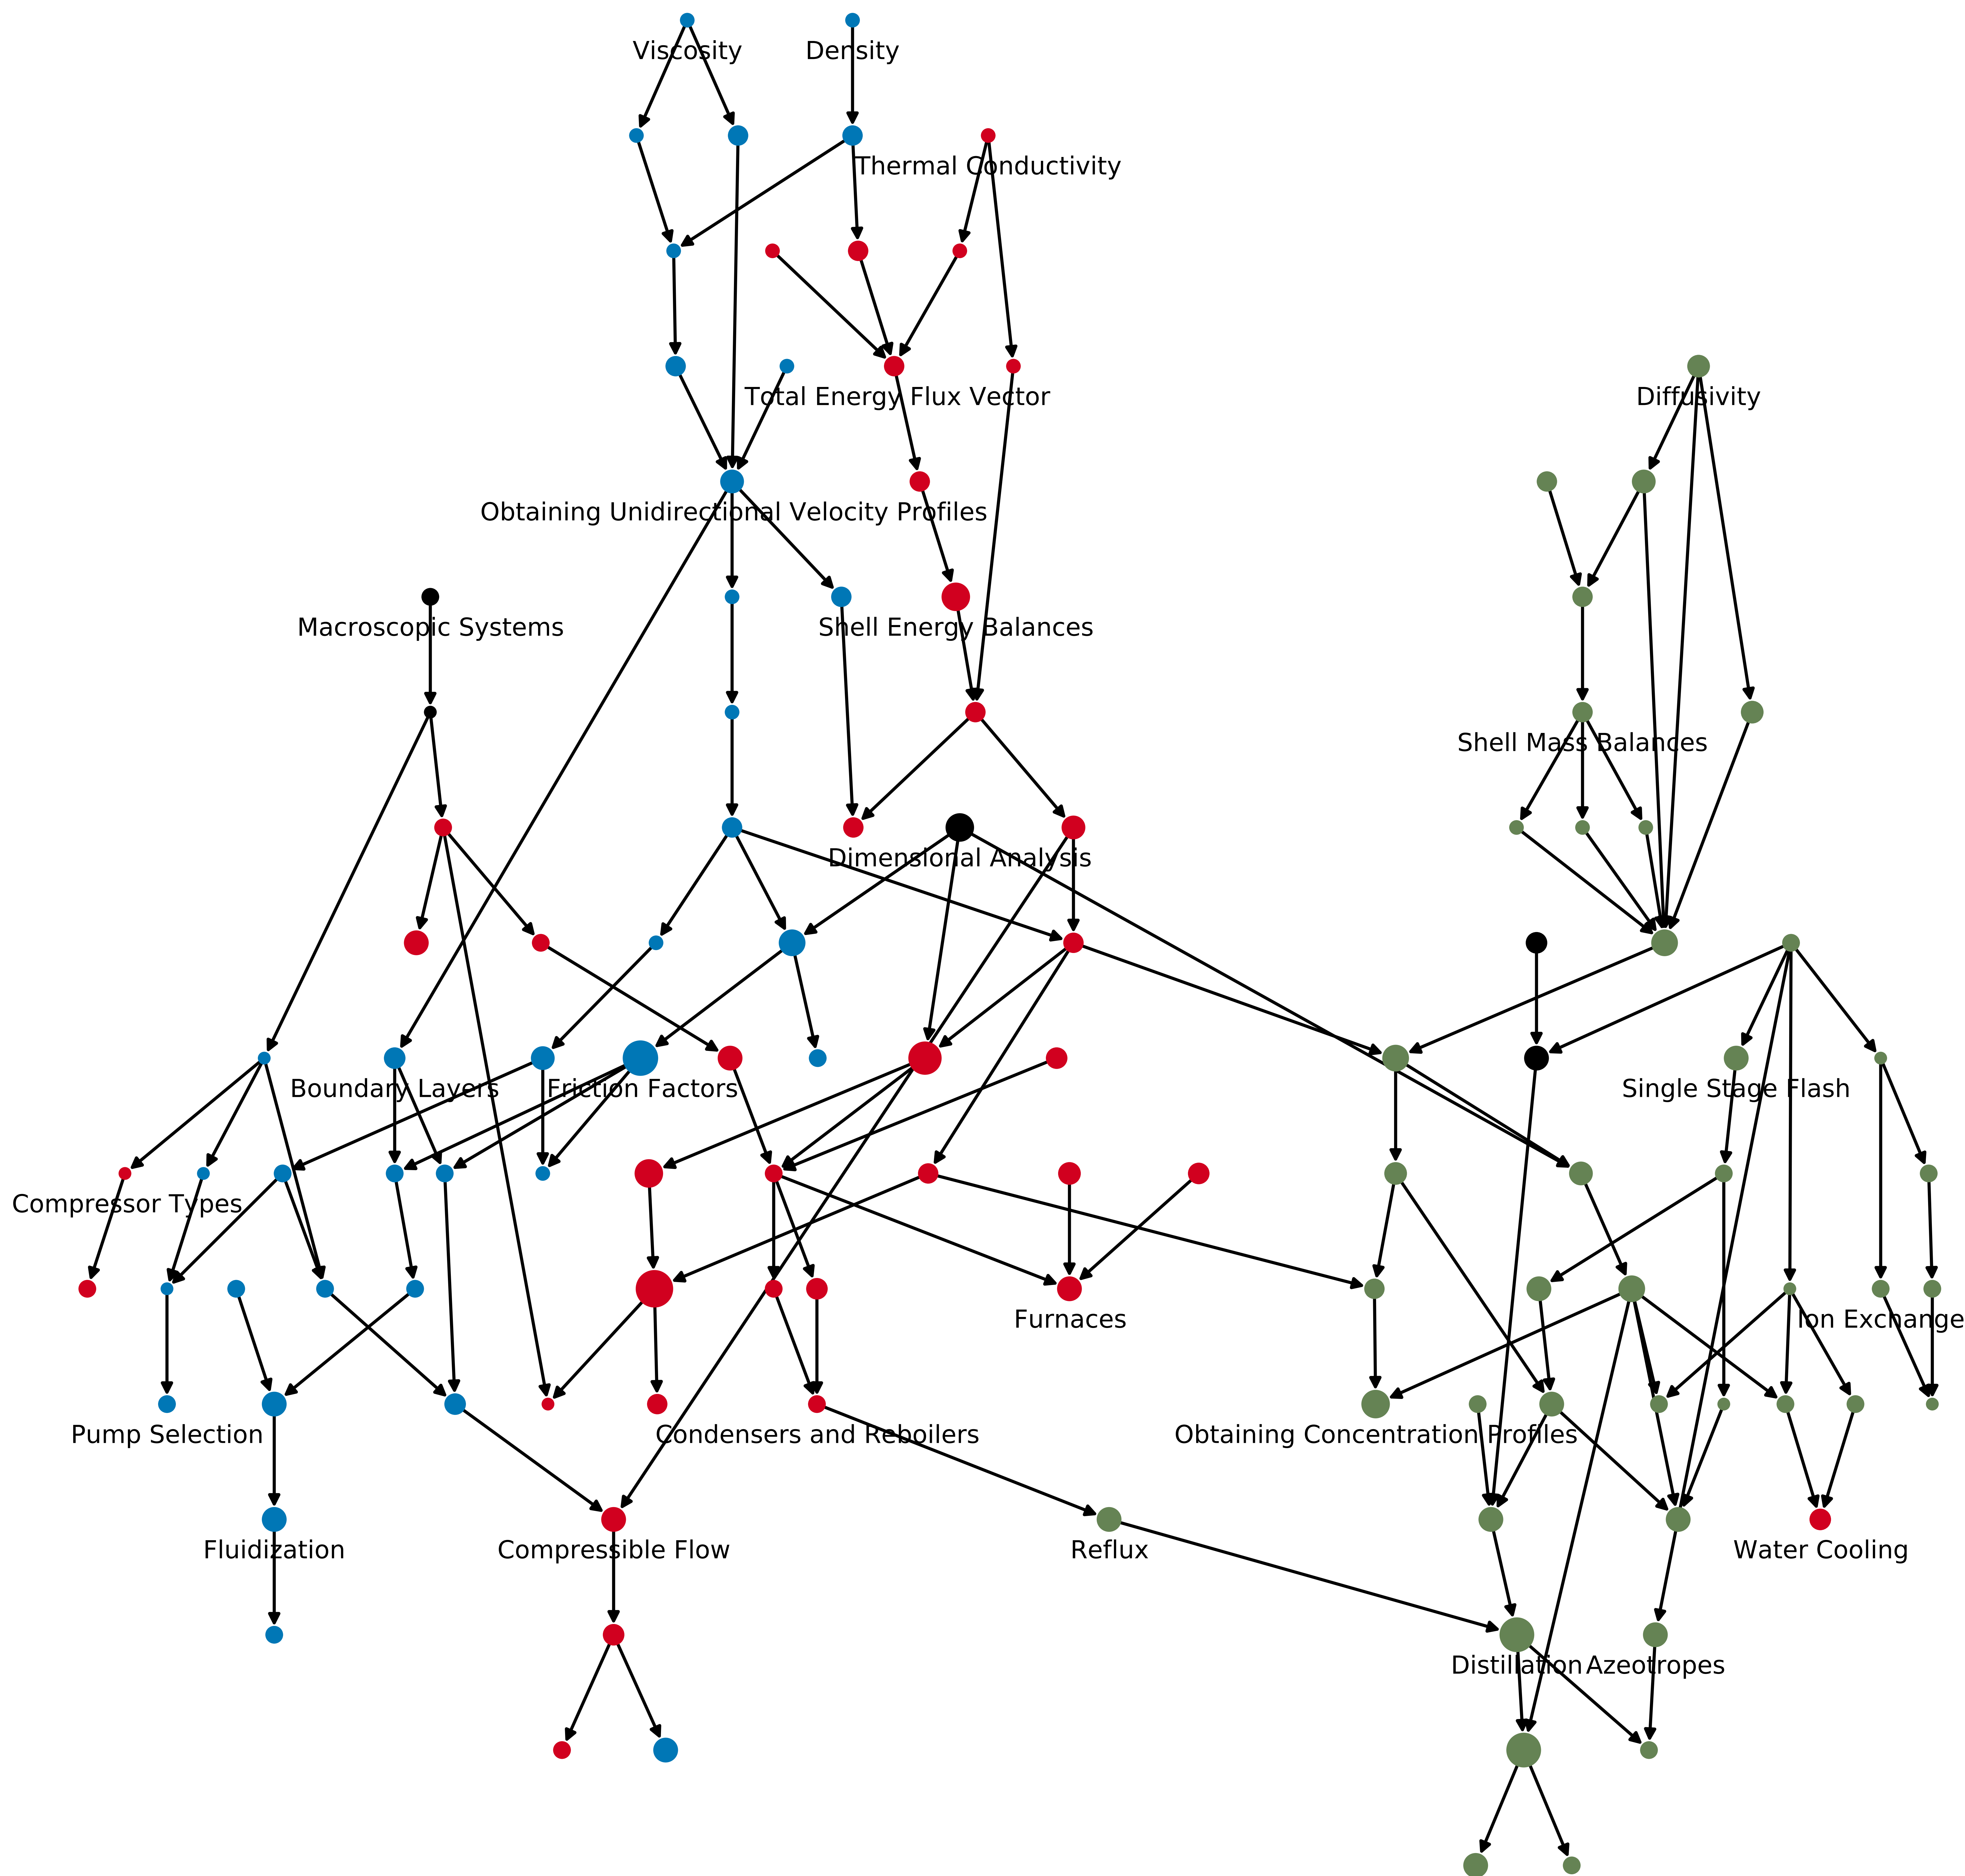 Viscosity
Density
Thermal Conductivity
Total Energy Flux Vector
Diffusivity
Obtaining Unidirectional Velocity Profiles
Macroscopic Systems
Shell Energy Balances
Shell Mass Balances
Dimensional Analysis
Boundary Layers
Friction Factors
Single Stage Flash
Compressor Types
Furnaces
Ion Exchange
Pump Selection
Condensers and Reboilers
Obtaining Concentration Profiles
Fluidization
Compressible Flow
Reflux
Water Cooling
Distillation
Azeotropes